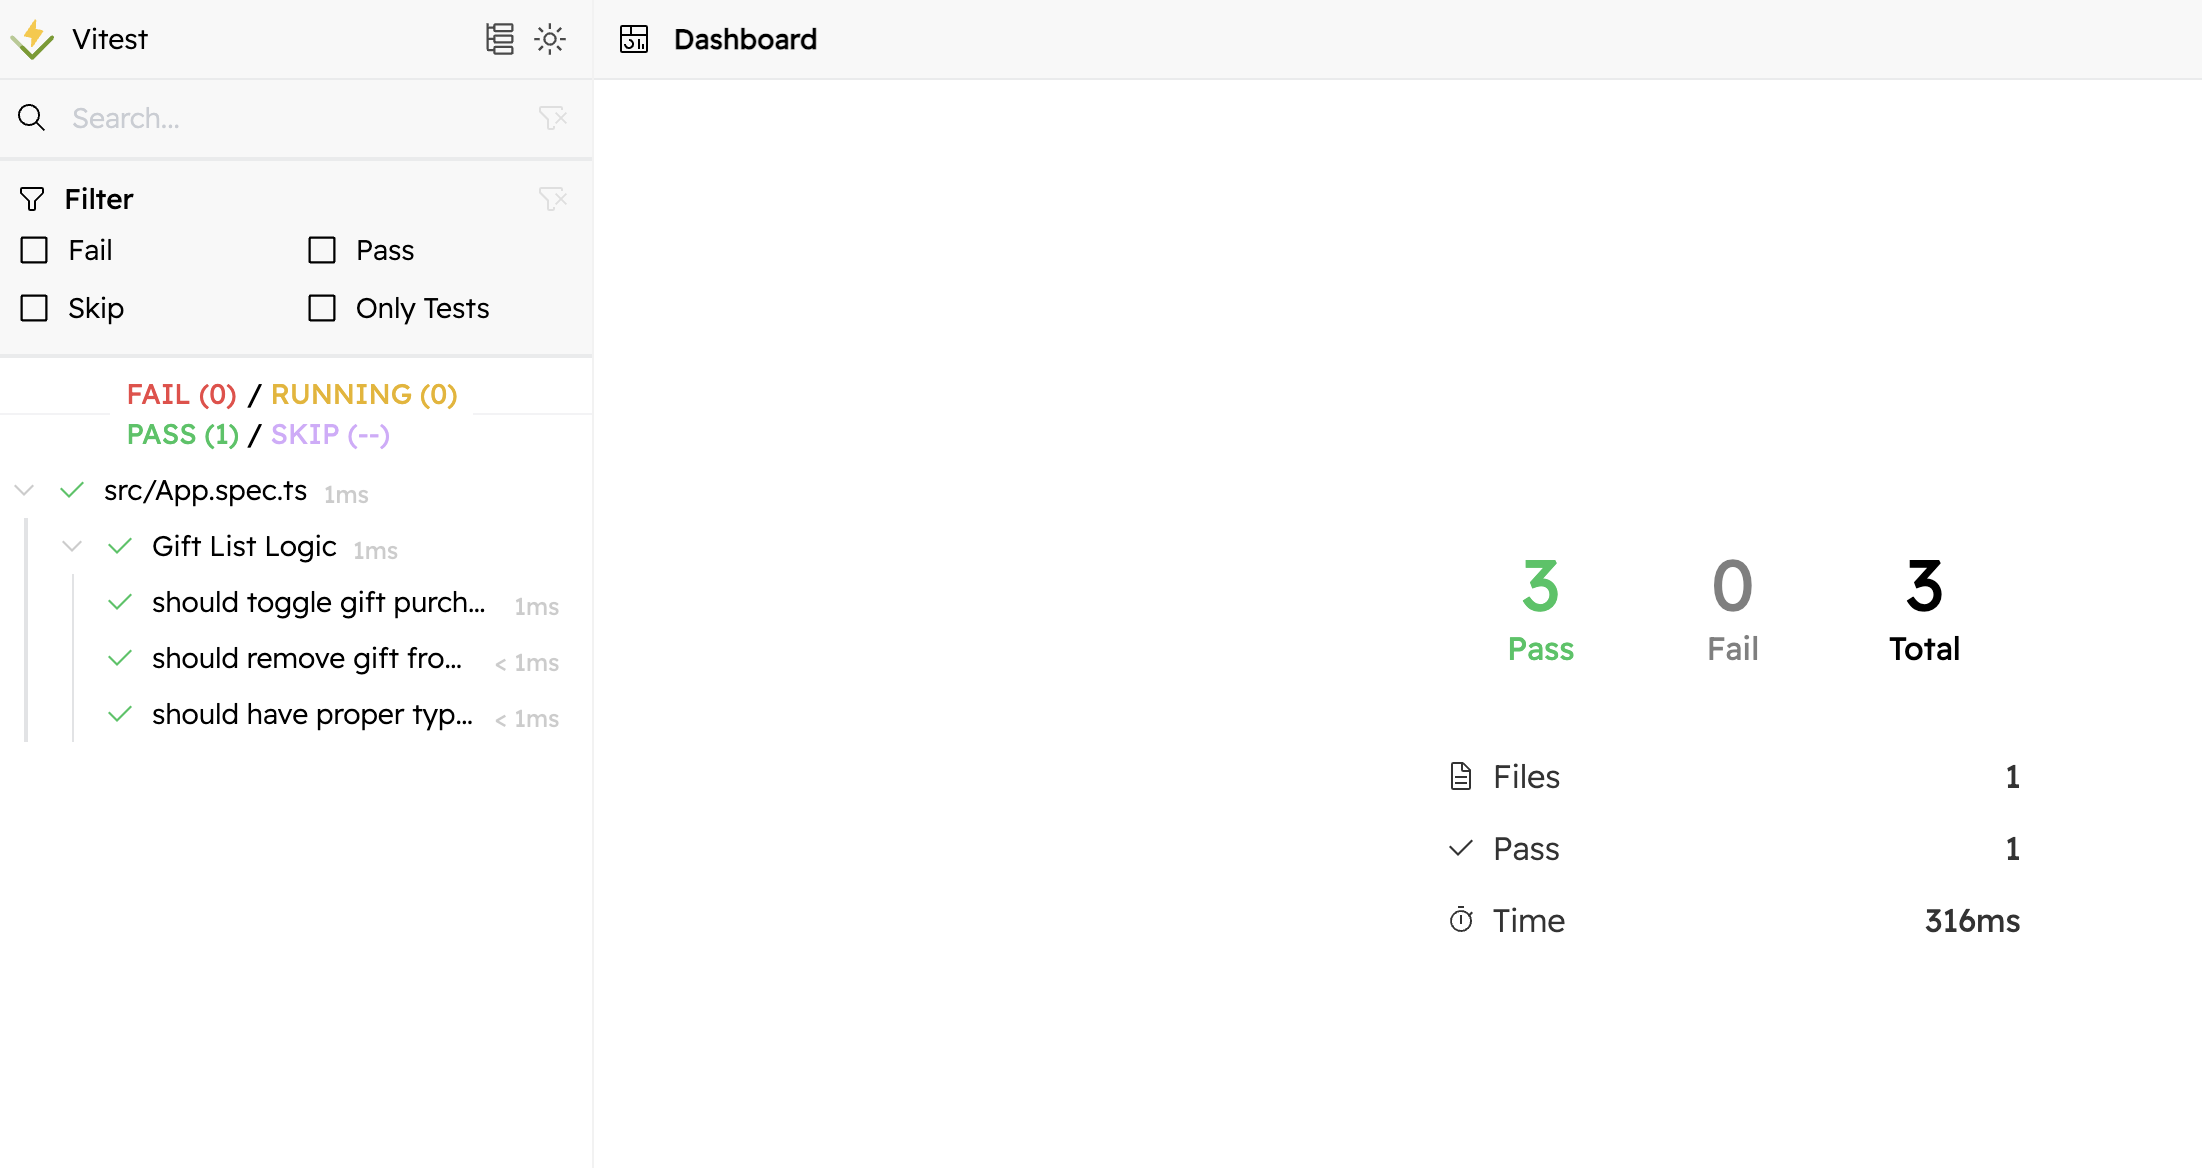 Vitest
Dashboard
Search...
Filter
Fail
Pass
Skip
Only Tests
FAIL (0) / RUNNING (0)
PASS (1) / SKIP (--)
src/App.spec.ts 1ms
Gift List Logic 1ms
should toggle gift purch... 1ms
should remove gift fro... < 1ms
should have proper typ... < 1ms
3 0 3
Pass Fail Total
Files 1
Pass 1
Time 316ms